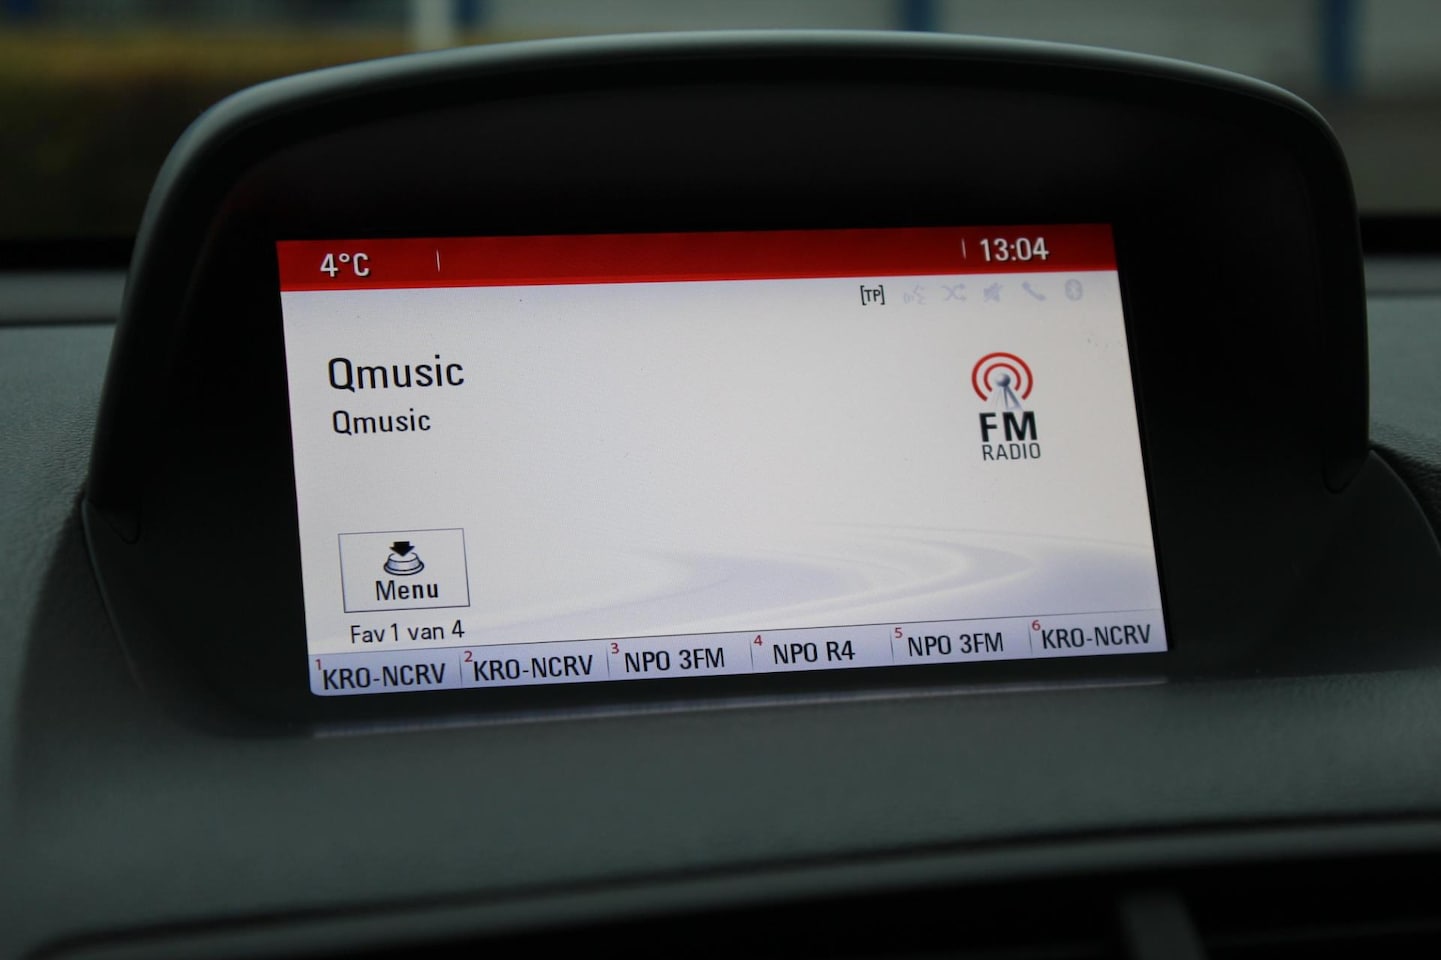 4°C 13:04
[TP]
Qmusic
Qmusic
FM
RADIO
Menu
Fav 1 van 4
1 KRO-NCRV 2 KRO-NCRV 3 NPO 3FM 4 NPO R4 5 NPO 3FM 6 KRO-NCRV